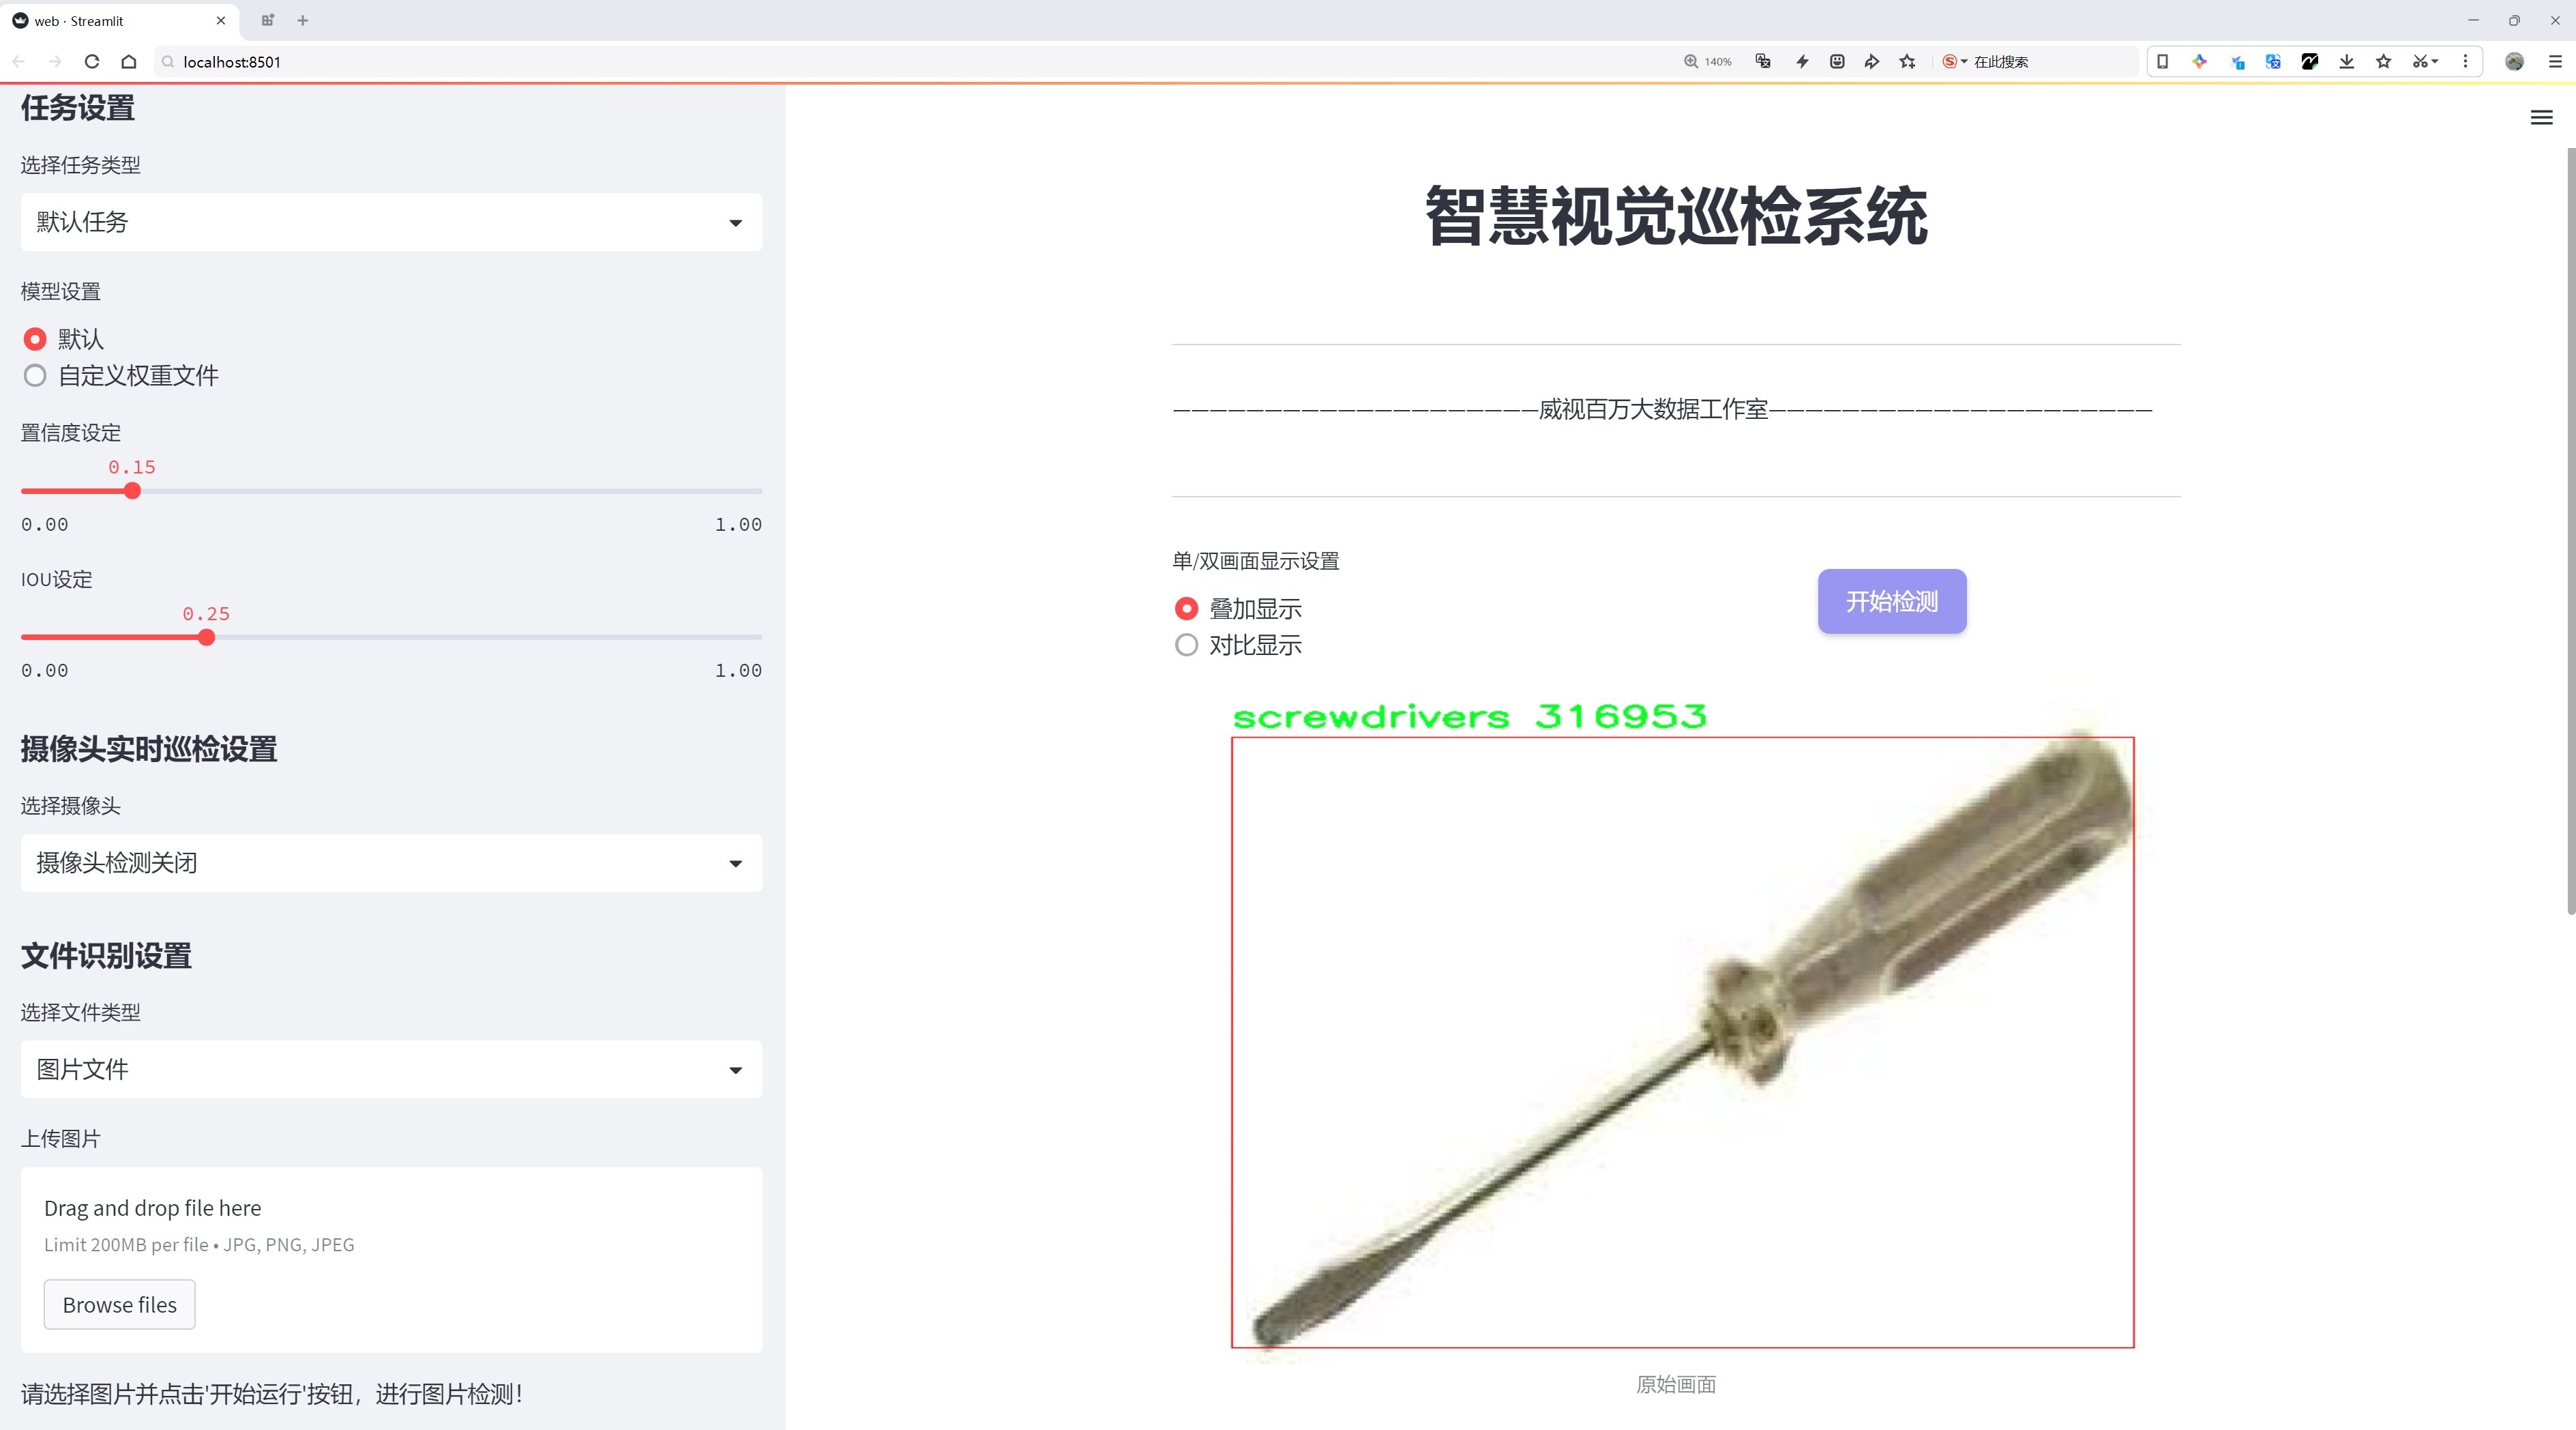 web · Streamlit
localhost:8501
140%
在此搜索
任务设置
选择任务类型
默认任务
模型设置
默认
自定义权重文件
置信度设定
0.15
0.00 1.00
IOU设定
0.25
0.00 1.00
摄像头实时巡检设置
选择摄像头
摄像头检测关闭
文件识别设置
选择文件类型
图片文件
上传图片
Drag and drop file here
Limit 200MB per file • JPG, PNG, JPEG
Browse files
请选择图片并点击'开始运行'按钮，进行图片检测！
智慧视觉巡检系统
————————————————————威视百万大数据工作室—————————————————————
单/双画面显示设置
叠加显示
对比显示
开始检测
screwdrivers 316953
原始画面